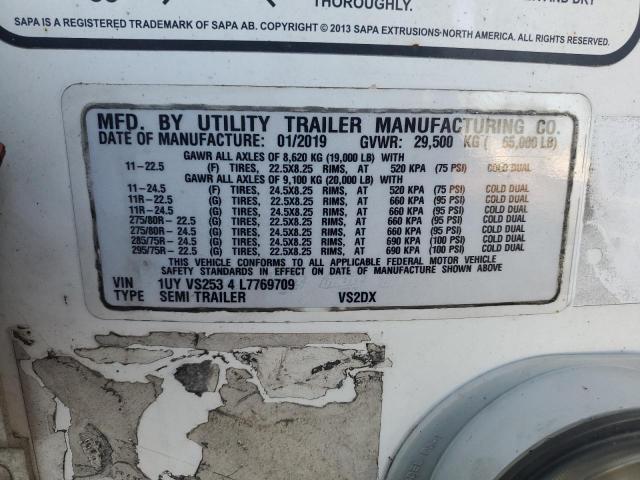 THOROUGHLY.
SAPA IS A REGISTERED TRADEMARK OF SAPA AB. COPYRIGHT © 2013 SAPA EXTRUSIONS-NORTH AMERICA. ALL RIGHTS RESERVED.
MFD. BY UTILITY TRAILER MANUFACTURING CO.
DATE OF MANUFACTURE: 01/2019 GVWR: 29,500 KG ( 65,000 LB)
GAWR ALL AXLES OF 8,620 KG (19,000 LB) WITH
11-22.5 (F) TIRES, 22.5X8.25 RIMS, AT 520 KPA (75 PSI) COLD DUAL
GAWR ALL AXLES OF 9,100 KG (20,000 LB) WITH
11-24.5 (F) TIRES, 24.5X8.25 RIMS, AT 520 KPA (75 PSI) COLD DUAL
11R-22.5 (G) TIRES, 22.5X8.25 RIMS, AT 660 KPA (95 PSI) COLD DUAL
11R-24.5 (G) TIRES, 24.5X8.25 RIMS, AT 660 KPA (95 PSI) COLD DUAL
275/80R- 22.5 (G) TIRES, 22.5X8.25 RIMS, AT 660 KPA (95 PSI) COLD DUAL
275/80R- 24.5 (G) TIRES, 24.5X8.25 RIMS, AT 660 KPA (95 PSI) COLD DUAL
285/75R- 24.5 (G) TIRES, 24.5X8.25 RIMS, AT 690 KPA (100 PSI) COLD DUAL
295/75R- 22.5 (G) TIRES, 22.5X8.25 RIMS, AT 690 KPA (100 PSI) COLD DUAL
THIS VEHICLE CONFORMS TO ALL APPLICABLE FEDERAL MOTOR VEHICLE
SAFETY STANDARDS IN EFFECT ON DATE OF MANUFACTURE SHOWN ABOVE
VIN 1UY VS253 4 L7769709
TYPE SEMI TRAILER VS2DX